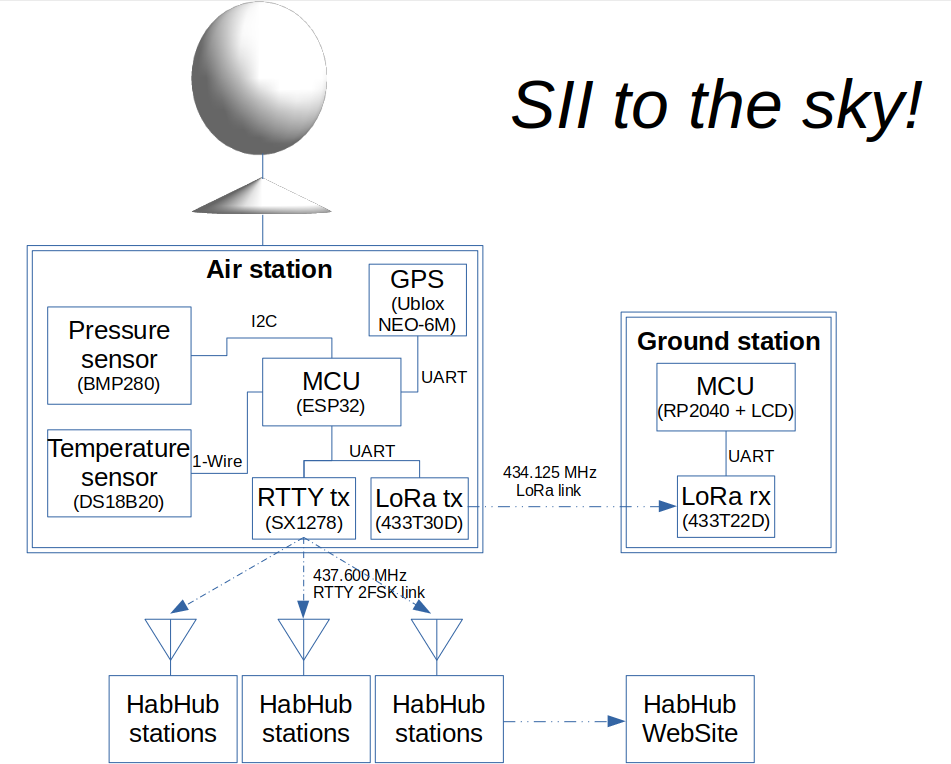 SII to the sky!
Air station
GPS
(Ublox
NEO-6M)
Pressure
sensor
(BMP280)
I2C
MCU
(ESP32)
UART
Temperature
sensor
(DS18B20)
1-Wire
UART
RTTY tx
(SX1278)
LoRa tx
(433T30D)
434.125 MHz
LoRa link
Ground station
MCU
(RP2040 + LCD)
UART
LoRa rx
(433T22D)
437.600 MHz
RTTY 2FSK link
HabHub
stations
HabHub
stations
HabHub
stations
HabHub
WebSite